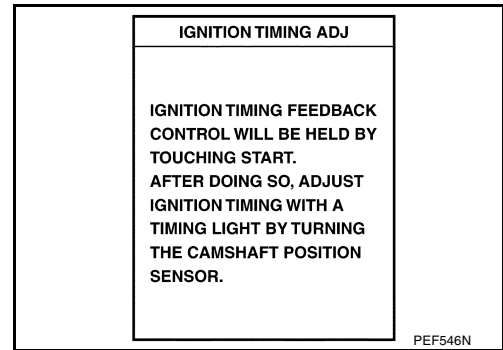 IGNITION TIMING ADJ
IGNITION TIMING FEEDBACK
CONTROL WILL BE HELD BY
TOUCHING START.
AFTER DOING SO, ADJUST
IGNITION TIMING WITH A
TIMING LIGHT BY TURNING
THE CAMSHAFT POSITION
SENSOR.
PEF546N